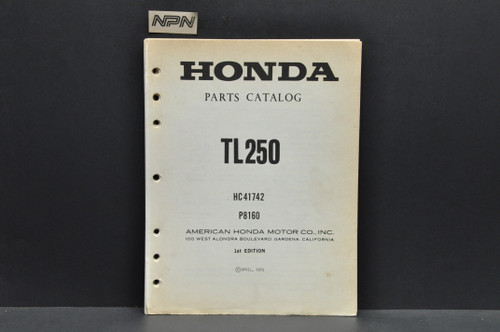 NPN
HONDA
PARTS CATALOG
TL250
HC41742
P8160
AMERICAN HONDA MOTOR CO., INC.
100 WEST ALONDRA BOULEVARD GARDENA, CALIFORNIA
1st EDITION